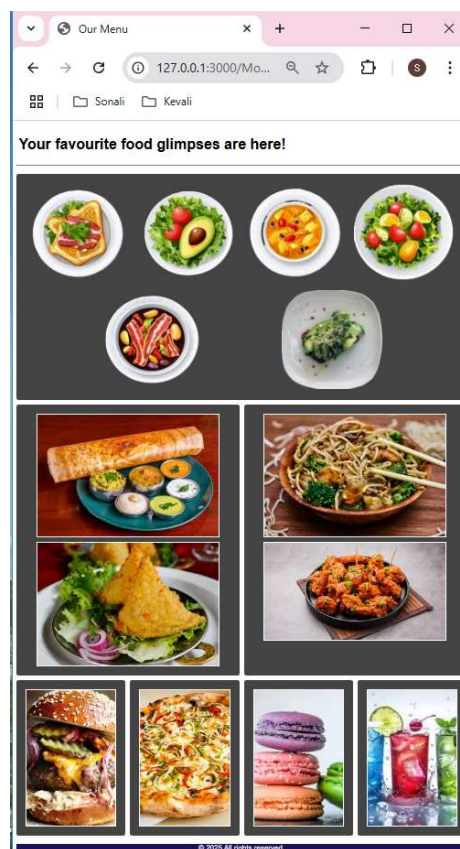 Our Menu
127.0.0.1:3000/Mo...
S
Sonali Kevali
Your favourite food glimpses are here!
© 2025 All rights reserved